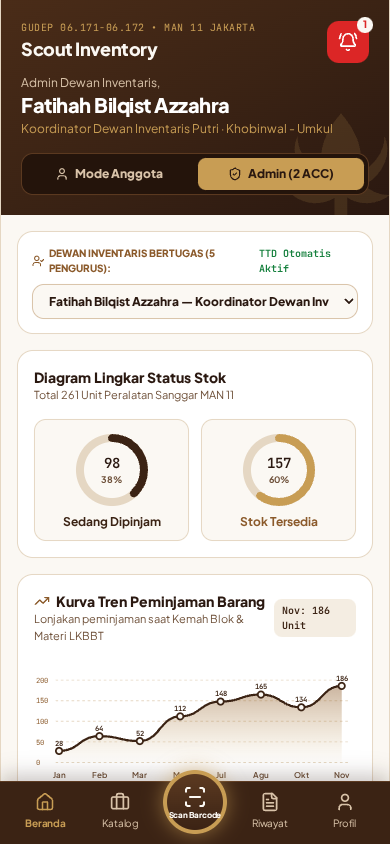 GUDEP 06.171-06.172 • MAN 11 JAKARTA
Scout Inventory
1
Admin Dewan Inventaris,
Fatihah Bilqist Azzahra
Koordinator Dewan Inventaris Putri · Khobinwal - Umkul
Mode Anggota
Admin (2 ACC)
DEWAN INVENTARIS BERTUGAS (5
PENGURUS):
TTD Otomatis
Aktif
Fatihah Bilqist Azzahra — Koordinator Dewan Inv
Diagram Lingkar Status Stok
Total 261 Unit Peralatan Sanggar MAN 11
98
38%
Sedang Dipinjam
157
60%
Stok Tersedia
Kurva Tren Peminjaman Barang
Lonjakan peminjaman saat Kemah Blok &
Materi LKBBT
Nov: 186
Unit
200
150
100
50
0
28
64
52
112
148
165
134
186
Jan
Feb
Mar
Jul
Agu
Okt
Nov
Beranda
Katalog
Scan Barcode
Riwayat
Profil